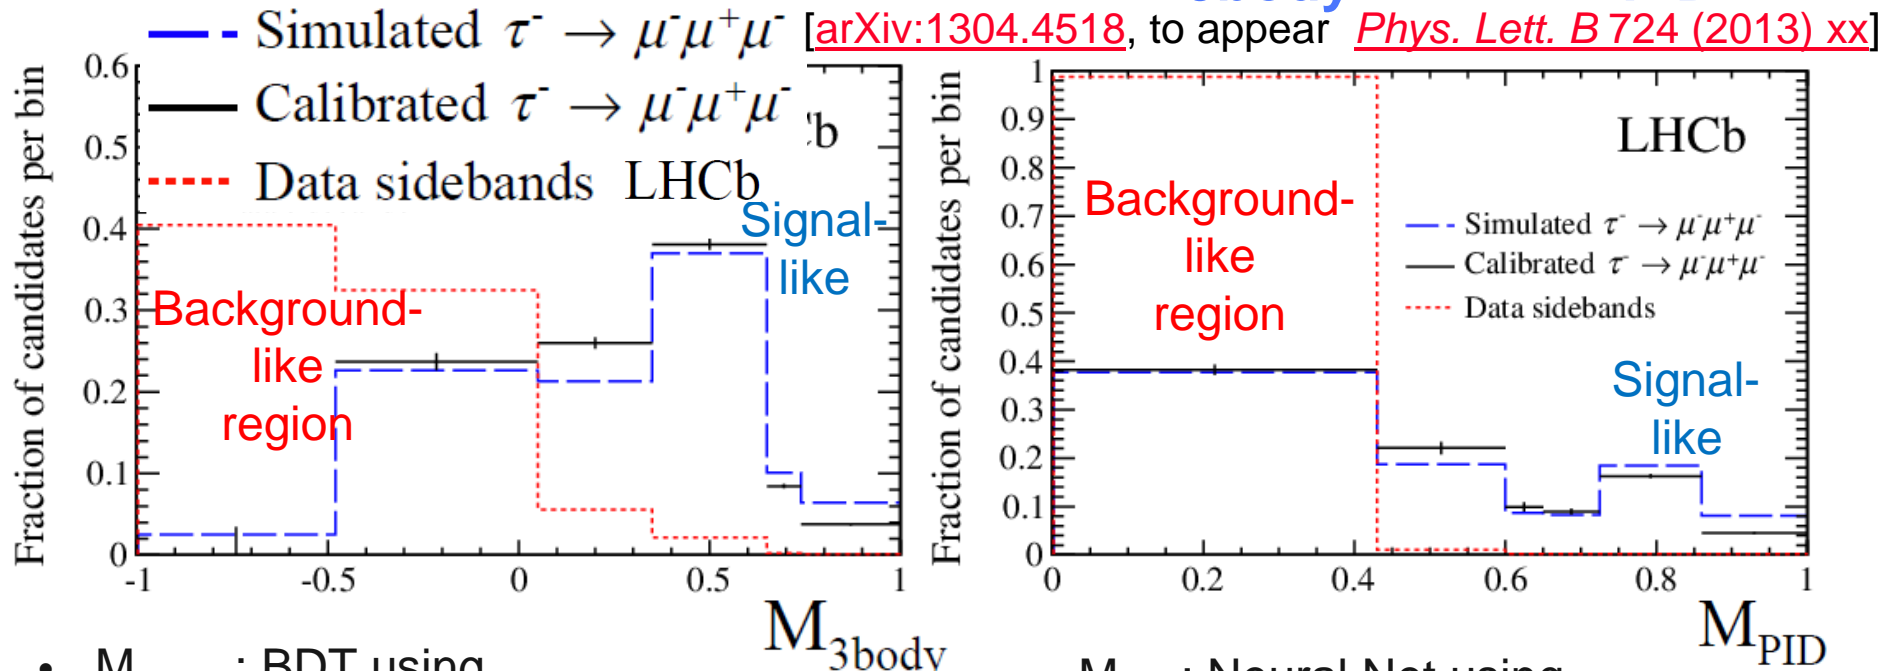 [arXiv:1304.4518, to appear Phys. Lett. B 724 (2013) xx]
Simulated τ⁻ → μ⁻μ⁺μ⁻
Calibrated τ⁻ → μ⁻μ⁺μ⁻
Data sidebands LHCb
Fraction of candidates per bin
0.6
0.5
0.4
0.3
0.2
0.1
0
-1 -0.5 0 0.5 1
Background-
like
region
Signal-
like
M3body
Fraction of candidates per bin
1
0.9
0.8
0.7
0.6
0.5
0.4
0.3
0.2
0.1
0
0 0.2 0.4 0.6 0.8 1
LHCb
Background-
like
region
Simulated τ⁻ → μ⁻μ⁺μ⁻
Calibrated τ⁻ → μ⁻μ⁺μ⁻
Data sidebands
Signal-
like
MPID
• M : BDT using
M : Neural Net using